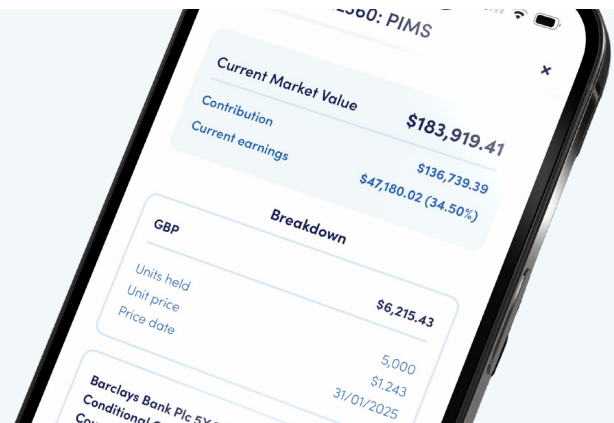 PIMS
×
Current Market Value $183,919.41
Contribution $136,739.39
Current earnings $47,180.02 (34.50%)
Breakdown
GBP $6,215.43
Units held 5,000
Unit price $1.243
Price date 31/01/2025
Barclays Bank Plc
Conditional